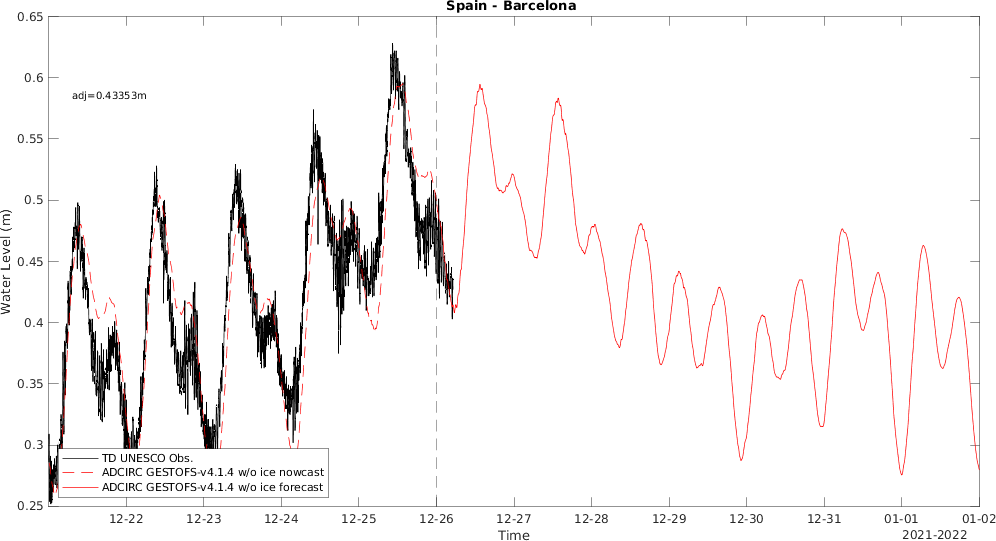 Spain - Barcelona
0.65
0.6
0.55
0.5
0.45
0.4
0.35
0.3
0.25
Water Level (m)
adj=0.43353m
TD UNESCO Obs.
ADCIRC GESTOFS-v4.1.4 w/o ice nowcast
ADCIRC GESTOFS-v4.1.4 w/o ice forecast
12-22 12-23 12-24 12-25 12-26 12-27 12-28 12-29 12-30 12-31 01-01 01-02
Time
2021-2022